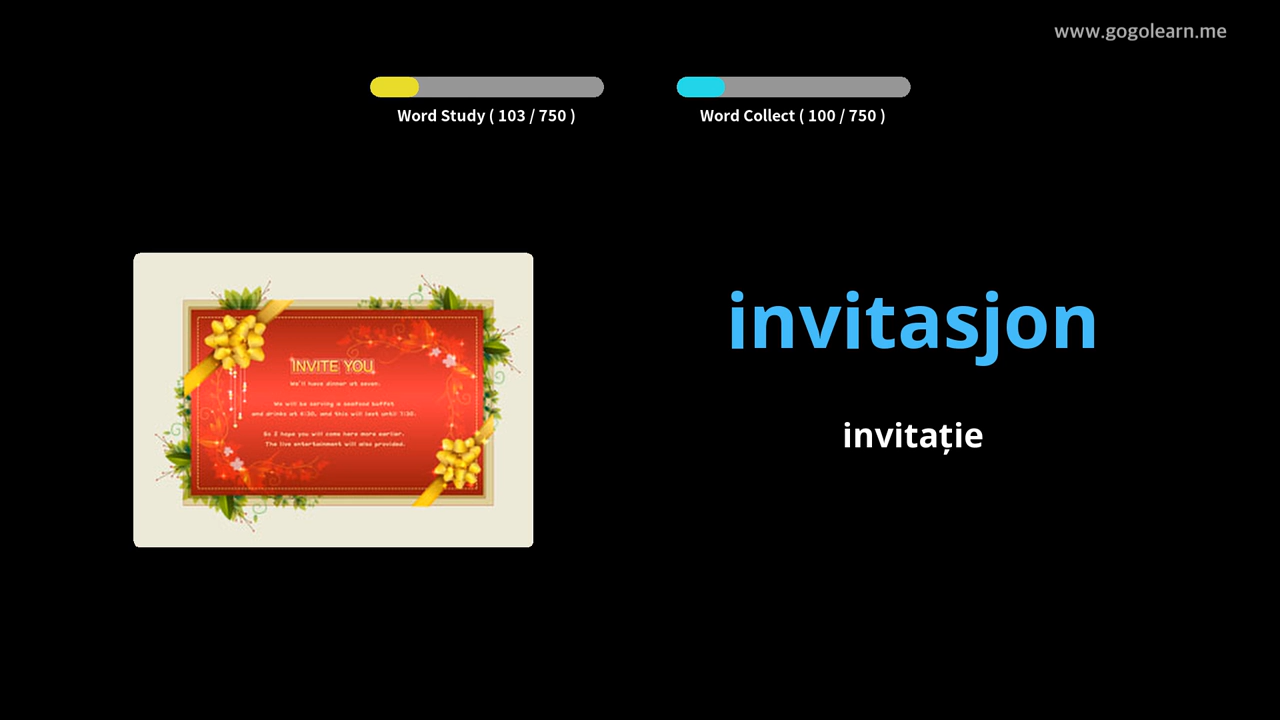 www.gogolearn.me
Word Study ( 103 / 750 )
Word Collect ( 100 / 750 )
INVITE YOU
We'll have dinner at seven.
We will be serving a seafood buffet
and drinks at 6:30, and this will last until 7:30.
So I hope you will come here more earlier.
The live entertainment will also provided.
invitasjon
invitație